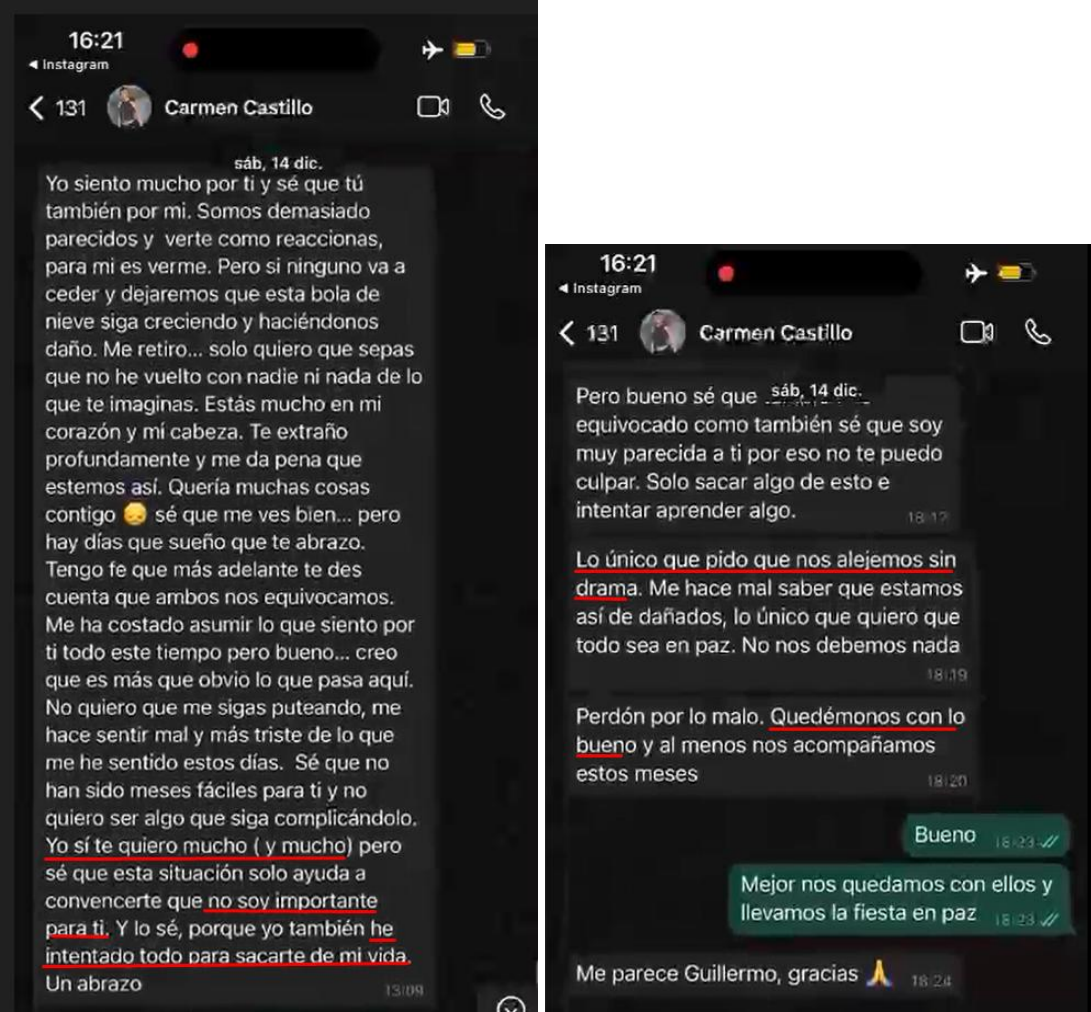 16:21
Instagram
131
Carmen Castillo
sáb, 14 dic.
Yo siento mucho por ti y sé que tú
también por mi. Somos demasiado
parecidos y verte como reaccionas,
para mi es verme. Pero si ninguno va a
ceder y dejaremos que esta bola de
nieve siga creciendo y haciéndonos
daño. Me retiro... solo quiero que sepas
que no he vuelto con nadie ni nada de lo
que te imaginas. Estás mucho en mi
corazón y mi cabeza. Te extraño
profundamente y me da pena que
estemos así. Quería muchas cosas
contigo 😞 sé que me ves bien... pero
hay días que sueño que te abrazo.
Tengo fe que más adelante te des
cuenta que ambos nos equivocamos.
Me ha costado asumir lo que siento por
ti todo este tiempo pero bueno... creo
que es más que obvio lo que pasa aquí.
No quiero que me sigas puteando, me
hace sentir mal y más triste de lo que
me he sentido estos días. Sé que no
han sido meses fáciles para ti y no
quiero ser algo que siga complicándolo.
Yo sí te quiero mucho ( y mucho) pero
sé que esta situación solo ayuda a
convencerte que no soy importante
para ti. Y lo sé, porque yo también he
intentado todo para sacarte de mi vida.
Un abrazo
13:09
16:21
Instagram
131
Carmen Castillo
sáb, 14 dic.
Pero bueno sé que
equivocado como también sé que soy
muy parecida a ti por eso no te puedo
culpar. Solo sacar algo de esto e
intentar aprender algo.
18:17
Lo único que pido que nos alejemos sin
drama. Me hace mal saber que estamos
así de dañados, lo único que quiero que
todo sea en paz. No nos debemos nada
18:19
Perdón por lo malo. Quedémonos con lo
bueno y al menos nos acompañamos
estos meses
18:20
Bueno
18:23
Mejor nos quedamos con ellos y
llevamos la fiesta en paz
18:23
Me parece Guillermo, gracias 🙏
18:24